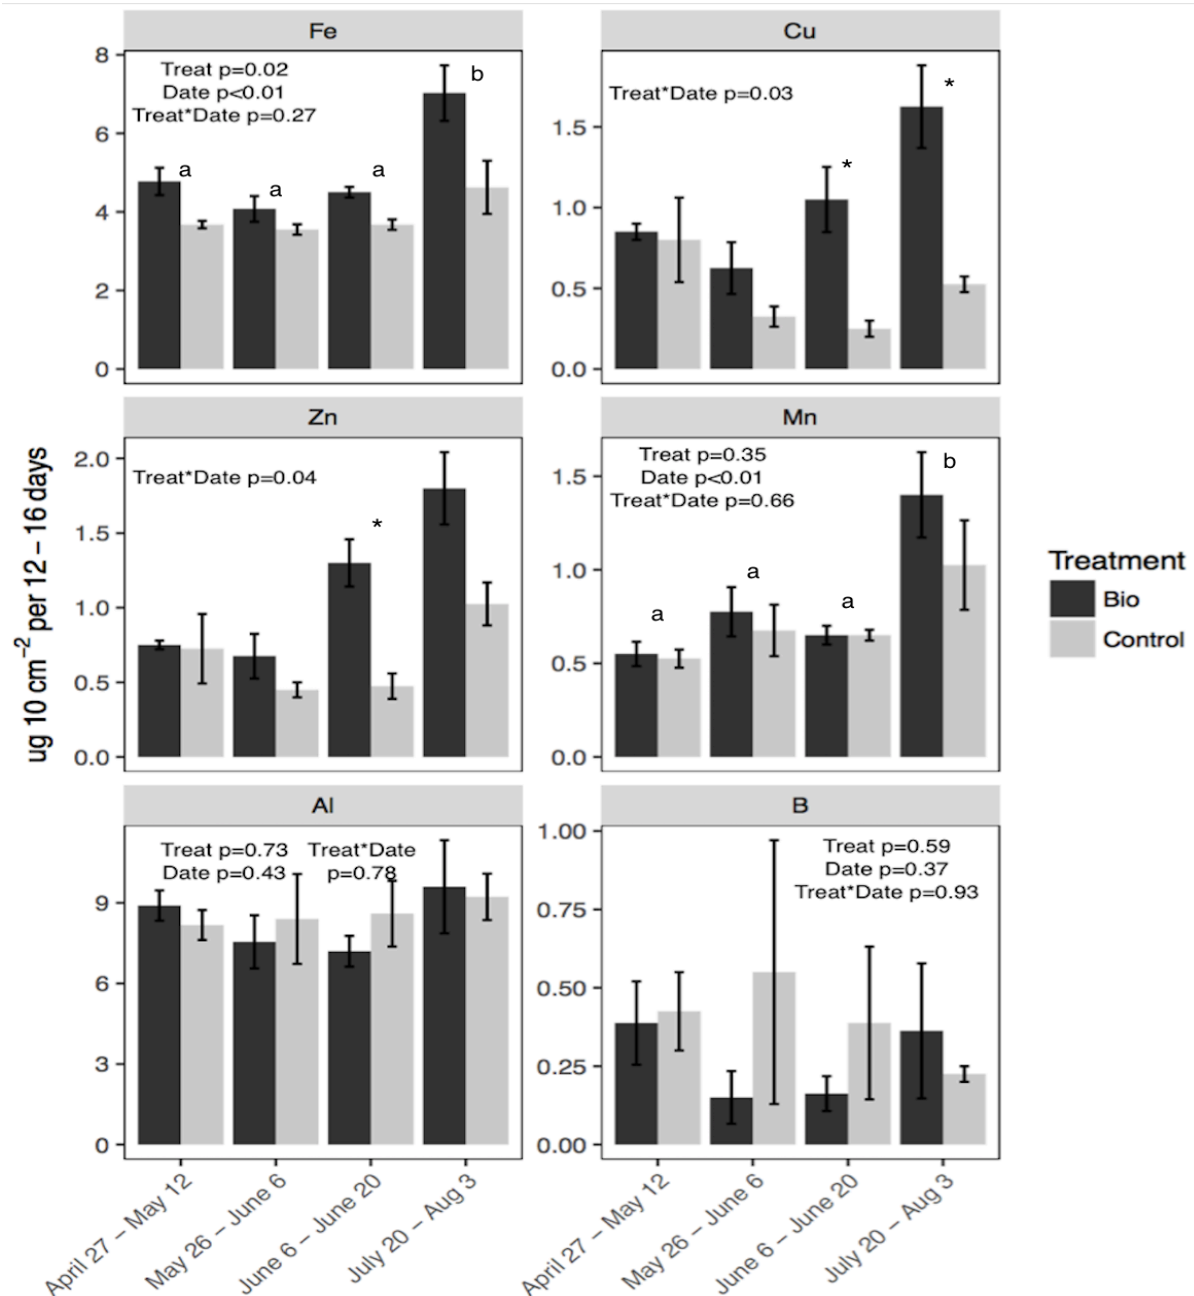 Fe
Cu
8
6
4
2
0
Treat p=0.02
Date p<0.01
Treat*Date p=0.27
a
a
a
b
1.5
1.0
0.5
0.0
Treat*Date p=0.03
*
*
Zn
Mn
2.0
1.5
1.0
0.5
0.0
Treat*Date p=0.04
*
1.5
1.0
0.5
0.0
Treat p=0.35
Date p<0.01
Treat*Date p=0.66
a
a
a
b
Al
B
9
6
3
0
Treat p=0.73
Date p=0.43
Treat*Date
p=0.78
1.00
0.75
0.50
0.25
0.00
Treat p=0.59
Date p=0.37
Treat*Date p=0.93
ug 10 cm⁻² per 12 – 16 days
April 27 – May 12
May 26 – June 6
June 6 – June 20
July 20 – Aug 3
April 27 – May 12
May 26 – June 6
June 6 – June 20
July 20 – Aug 3
Treatment
Bio
Control